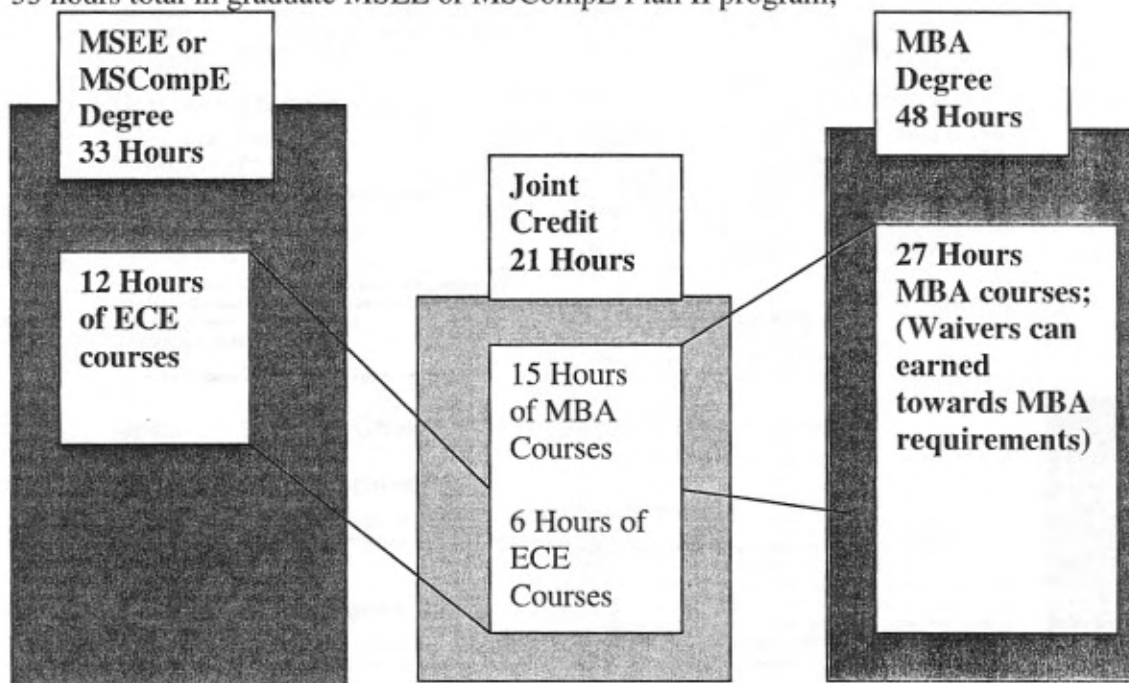 33 hours total in graduate MSEE or MSCompE Plan II program;
MSEE or
MSCompE
Degree
33 Hours
12 Hours
of ECE
courses
Joint
Credit
21 Hours
15 Hours
of MBA
Courses
6 Hours of
ECE
Courses
MBA
Degree
48 Hours
27 Hours
MBA courses;
(Waivers can
earned
towards MBA
requirements)